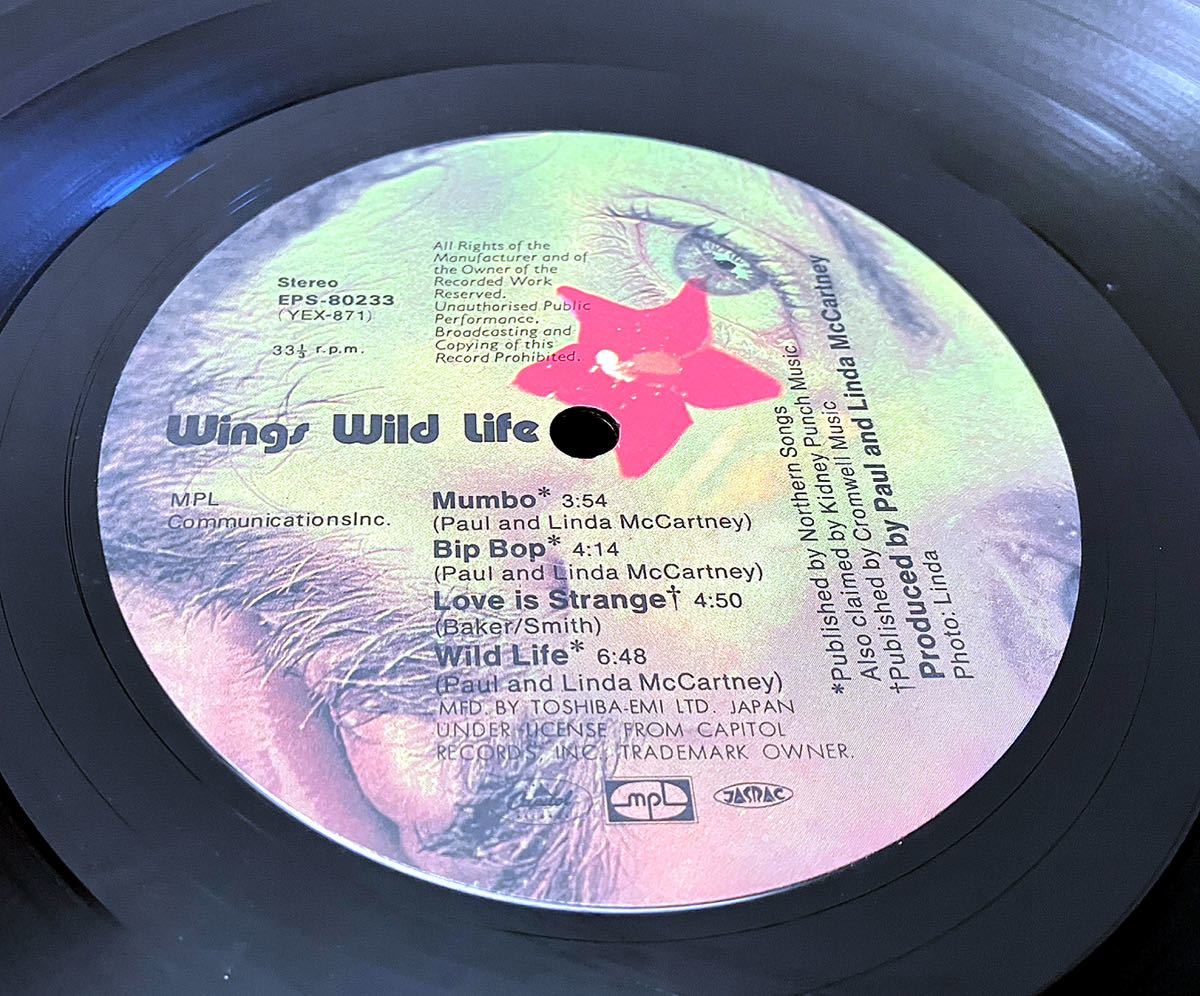 Stereo
EPS-80233
(YEX-871)
33⅓ r.p.m.
All Rights of the
Manufacturer and of
the Owner of the
Recorded Work
Reserved.
Unauthorised Public
Performance,
Broadcasting and
Copying of this
Record Prohibited.
Wings Wild Life
MPL
CommunicationsInc.
Mumbo* 3:54
(Paul and Linda McCartney)
Bip Bop* 4:14
(Paul and Linda McCartney)
Love is Strange† 4:50
(Baker/Smith)
Wild Life* 6:48
(Paul and Linda McCartney)
MFD. BY TOSHIBA-EMI LTD. JAPAN
UNDER LICENSE FROM CAPITOL
RECORDS, INC., TRADEMARK OWNER.
Capitol
mpl
JASRAC
*Published by Northern Songs
Also claimed by Kidney Punch Music
†Published by Cromwell Music
Produced by Paul and Linda McCartney
Photo: Linda